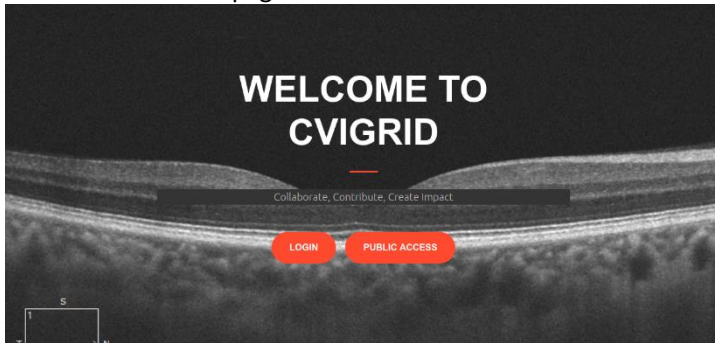 WELCOME TO
CVIGRID
Collaborate, Contribute, Create Impact
LOGIN
PUBLIC ACCESS
S
1
N